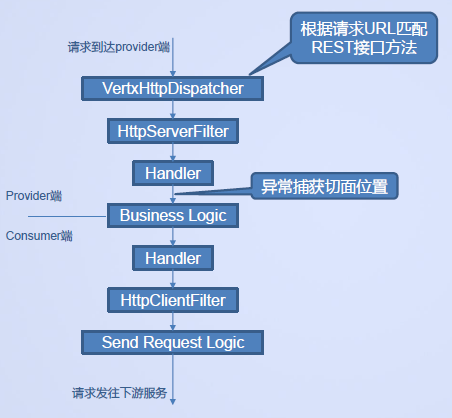 请求到达provider端
根据请求URL匹配
REST接口方法
VertxHttpDispatcher
HttpServerFilter
Handler
异常捕获切面位置
Provider端
Business Logic
Consumer端
Handler
HttpClientFilter
Send Request Logic
请求发往下游服务